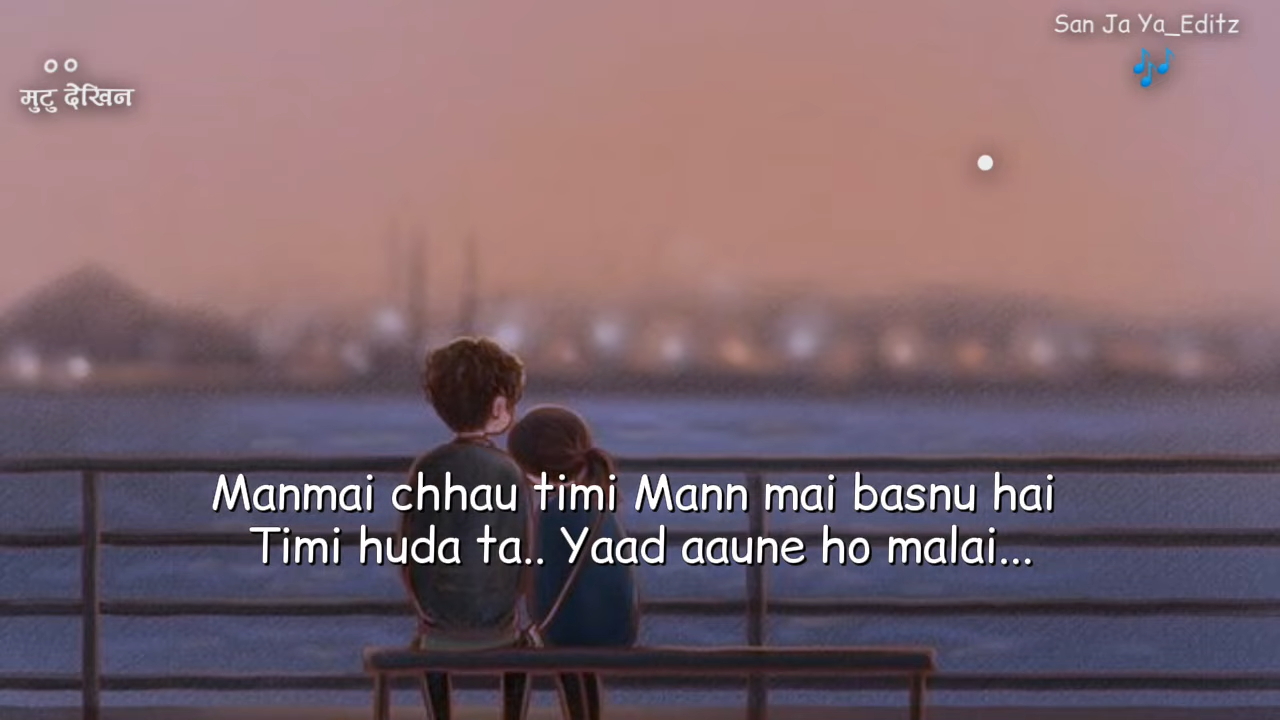 San Ja Ya_Editz
मुटु देखिन
Manmai chhau timi Mann mai basnu hai
Timi huda ta.. Yaad aaune ho malai...